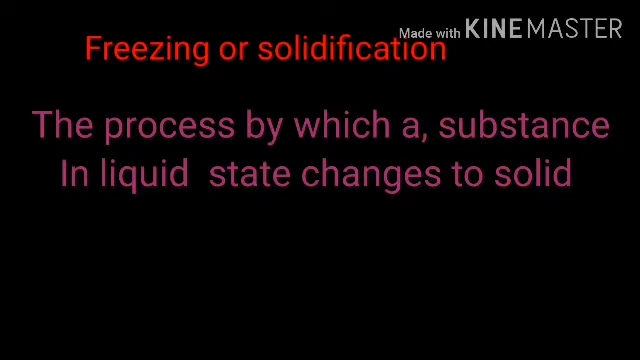 Made with KINEMASTER
Freezing or solidification
The process by which a, substance
In liquid state changes to solid